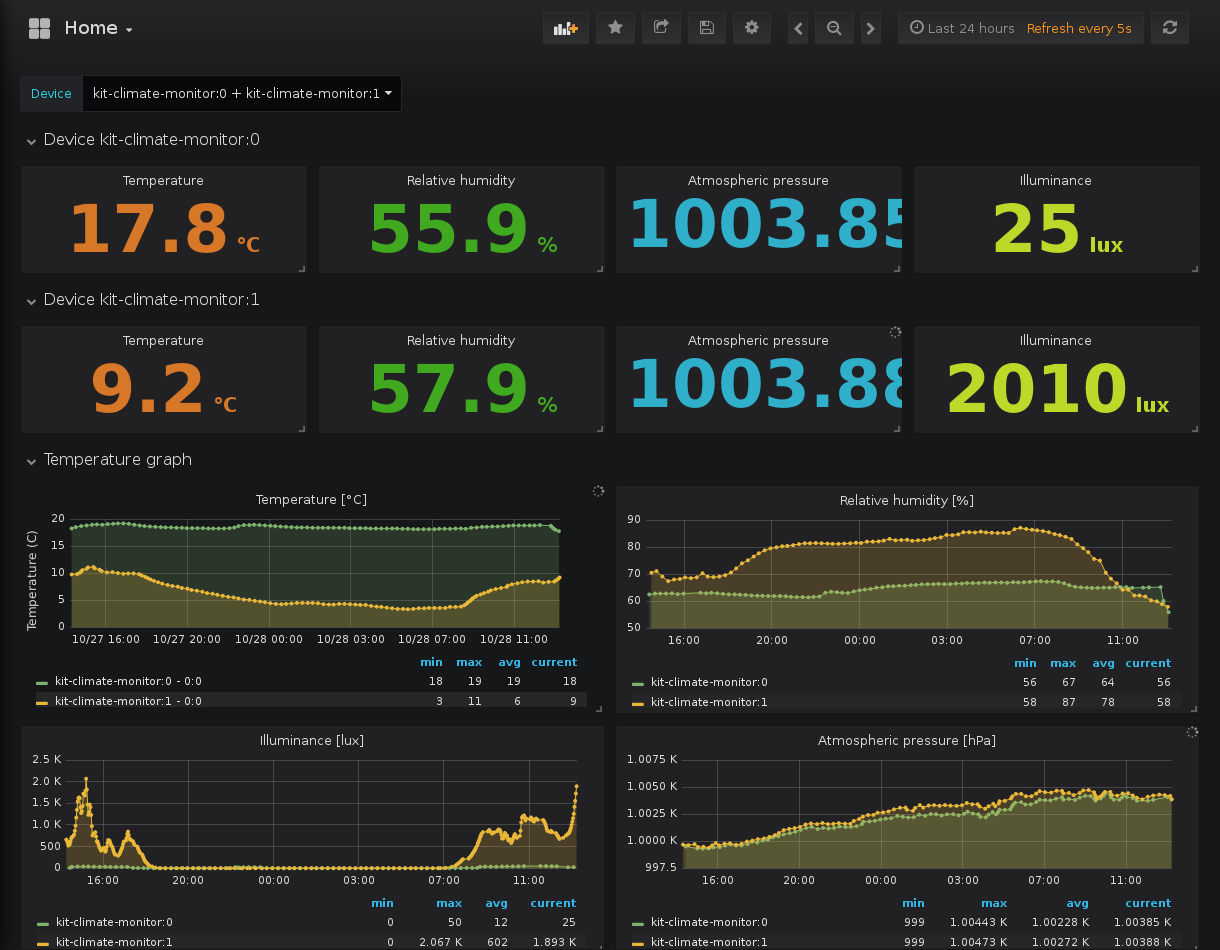 Home
Last 24 hours Refresh every 5s
Device kit-climate-monitor:0 + kit-climate-monitor:1
Device kit-climate-monitor:0
Temperature Relative humidity Atmospheric pressure Illuminance
17.8 °C 55.9 % 1003.85 25 lux
Device kit-climate-monitor:1
Temperature Relative humidity Atmospheric pressure Illuminance
9.2 °C 57.9 % 1003.88 2010 lux
Temperature graph
Temperature [°C]
Temperature (C)
20
15
10
5
0
10/27 16:00 10/27 20:00 10/28 00:00 10/28 03:00 10/28 07:00 10/28 11:00
min max avg current
kit-climate-monitor:0 - 0:0 18 19 19 18
kit-climate-monitor:1 - 0:0 3 11 6 9
Relative humidity [%]
90
80
70
60
50
16:00 20:00 00:00 03:00 07:00 11:00
min max avg current
kit-climate-monitor:0 56 67 64 56
kit-climate-monitor:1 58 87 78 58
Illuminance [lux]
2.5 K
2.0 K
1.5 K
1.0 K
500
0
16:00 20:00 00:00 03:00 07:00 11:00
min max avg current
kit-climate-monitor:0 0 50 12 25
kit-climate-monitor:1 0 2.067 K 602 1.893 K
Atmospheric pressure [hPa]
1.0075 K
1.0050 K
1.0025 K
1.0000 K
997.5
16:00 20:00 00:00 03:00 07:00 11:00
min max avg current
kit-climate-monitor:0 999 1.00443 K 1.00228 K 1.00385 K
kit-climate-monitor:1 999 1.00473 K 1.00272 K 1.00388 K